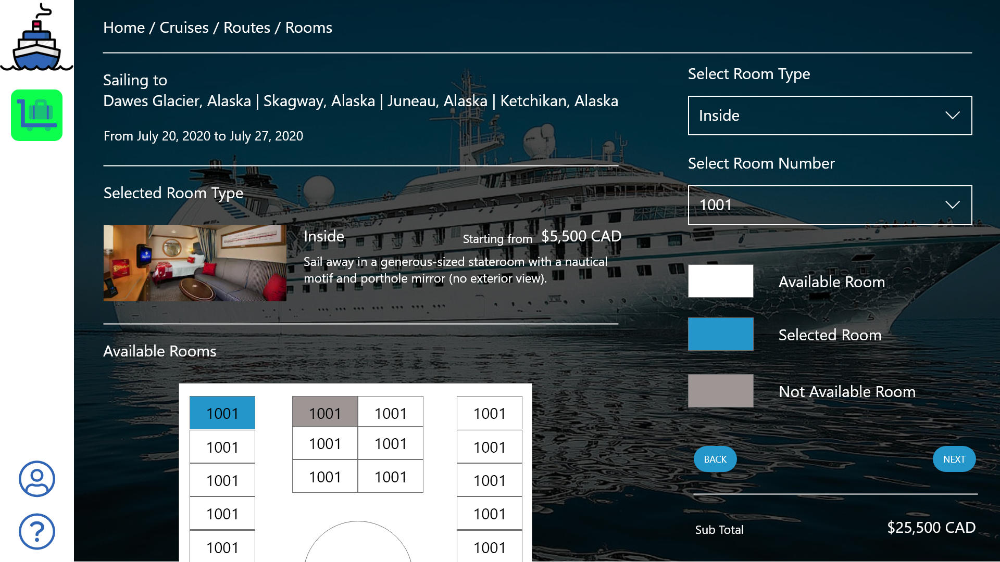 Home / Cruises / Routes / Rooms
Sailing to
Dawes Glacier, Alaska | Skagway, Alaska | Juneau, Alaska | Ketchikan, Alaska
From July 20, 2020 to July 27, 2020
Selected Room Type
Inside
Starting from $5,500 CAD
Sail away in a generous-sized stateroom with a nautical
motif and porthole mirror (no exterior view).
Available Rooms
1001 1001 1001 1001
1001 1001 1001 1001
1001 1001 1001 1001
1001 1001
1001 1001
Select Room Type
Inside
Select Room Number
1001
Available Room
Selected Room
Not Available Room
BACK
NEXT
Sub Total
$25,500 CAD
?